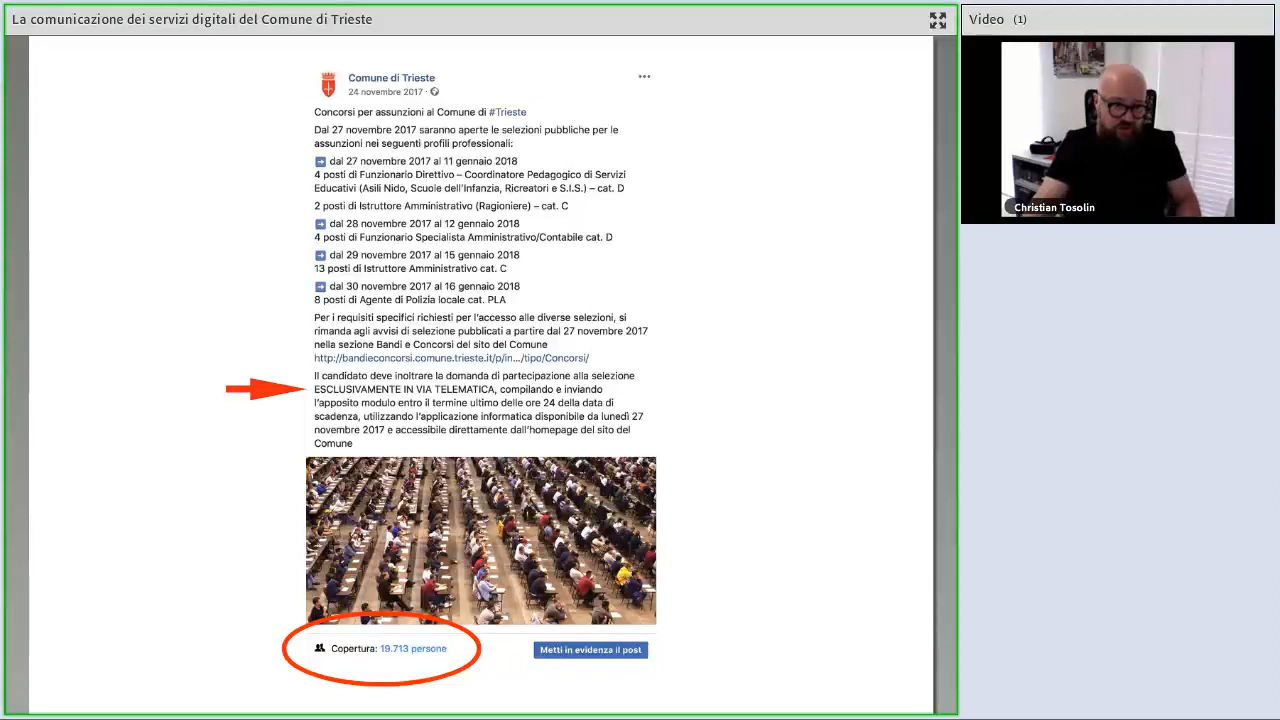 La comunicazione dei servizi digitali del Comune di Trieste
Video (1)
Comune di Trieste
24 novembre 2017 ·
Concorsi per assunzioni al Comune di #Trieste
Dal 27 novembre 2017 saranno aperte le selezioni pubbliche per le
assunzioni nei seguenti profili professionali:
dal 27 novembre 2017 al 11 gennaio 2018
4 posti di Funzionario Direttivo – Coordinatore Pedagogico di Servizi
Educativi (Asili Nido, Scuole dell'Infanzia, Ricreatori e S.I.S.) – cat. D
2 posti di Istruttore Amministrativo (Ragioniere) – cat. C
dal 28 novembre 2017 al 12 gennaio 2018
4 posti di Funzionario Specialista Amministrativo/Contabile cat. D
dal 29 novembre 2017 al 15 gennaio 2018
13 posti di Istruttore Amministrativo cat. C
dal 30 novembre 2017 al 16 gennaio 2018
8 posti di Agente di Polizia locale cat. PLA
Per i requisiti specifici richiesti per l'accesso alle diverse selezioni, si
rimanda agli avvisi di selezione pubblicati a partire dal 27 novembre 2017
nella sezione Bandi e Concorsi del sito del Comune
http://bandieconcorsi.comune.trieste.it/p/in.../tipo/Concorsi/
Il candidato deve inoltrare la domanda di partecipazione alla selezione
ESCLUSIVAMENTE IN VIA TELEMATICA, compilando e inviando
l'apposito modulo entro il termine ultimo delle ore 24 della data di
scadenza, utilizzando l'applicazione informatica disponibile da lunedì 27
novembre 2017 e accessibile direttamente dall'homepage del sito del
Comune
Copertura: 19.713 persone
Metti in evidenza il post
Christian Tosolin